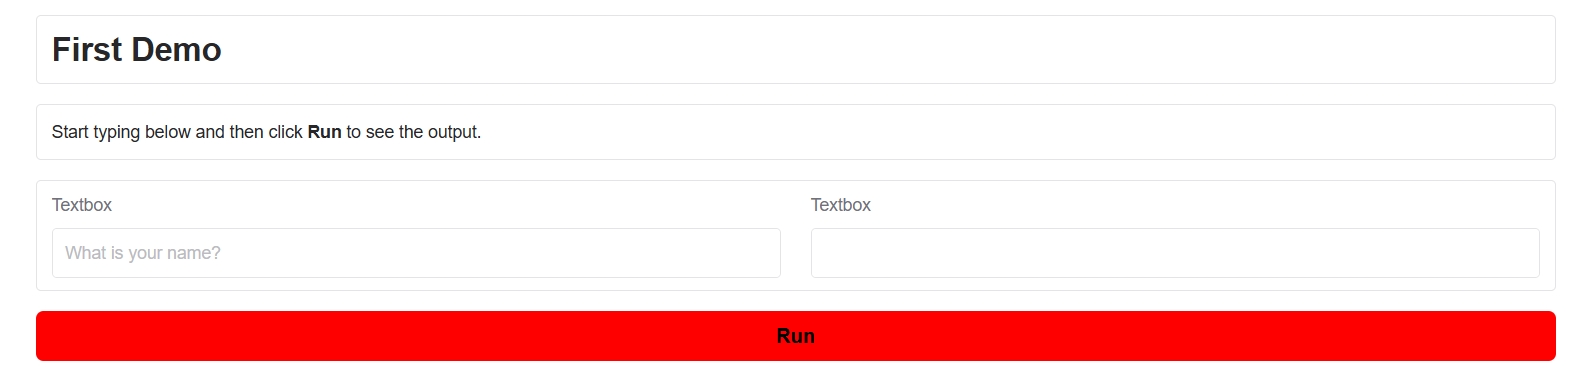 First Demo
Start typing below and then click Run to see the output.
Textbox
What is your name?
Textbox
Run